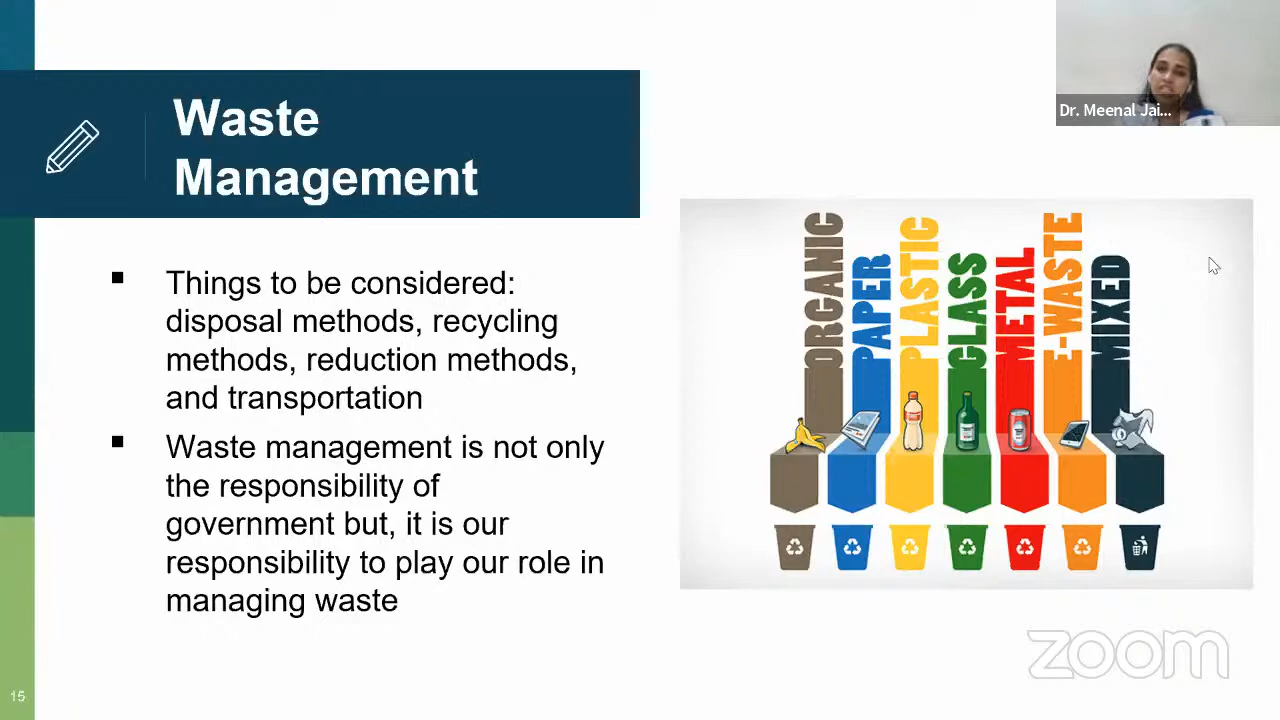 Dr. Meenal Jai...
Waste
Management
▪ Things to be considered:
disposal methods, recycling
methods, reduction methods,
and transportation
▪ Waste management is not only
the responsibility of
government but, it is our
responsibility to play our role in
managing waste
ORGANIC
PAPER
PLASTIC
GLASS
METAL
E-WASTE
MIXED
zoom
15